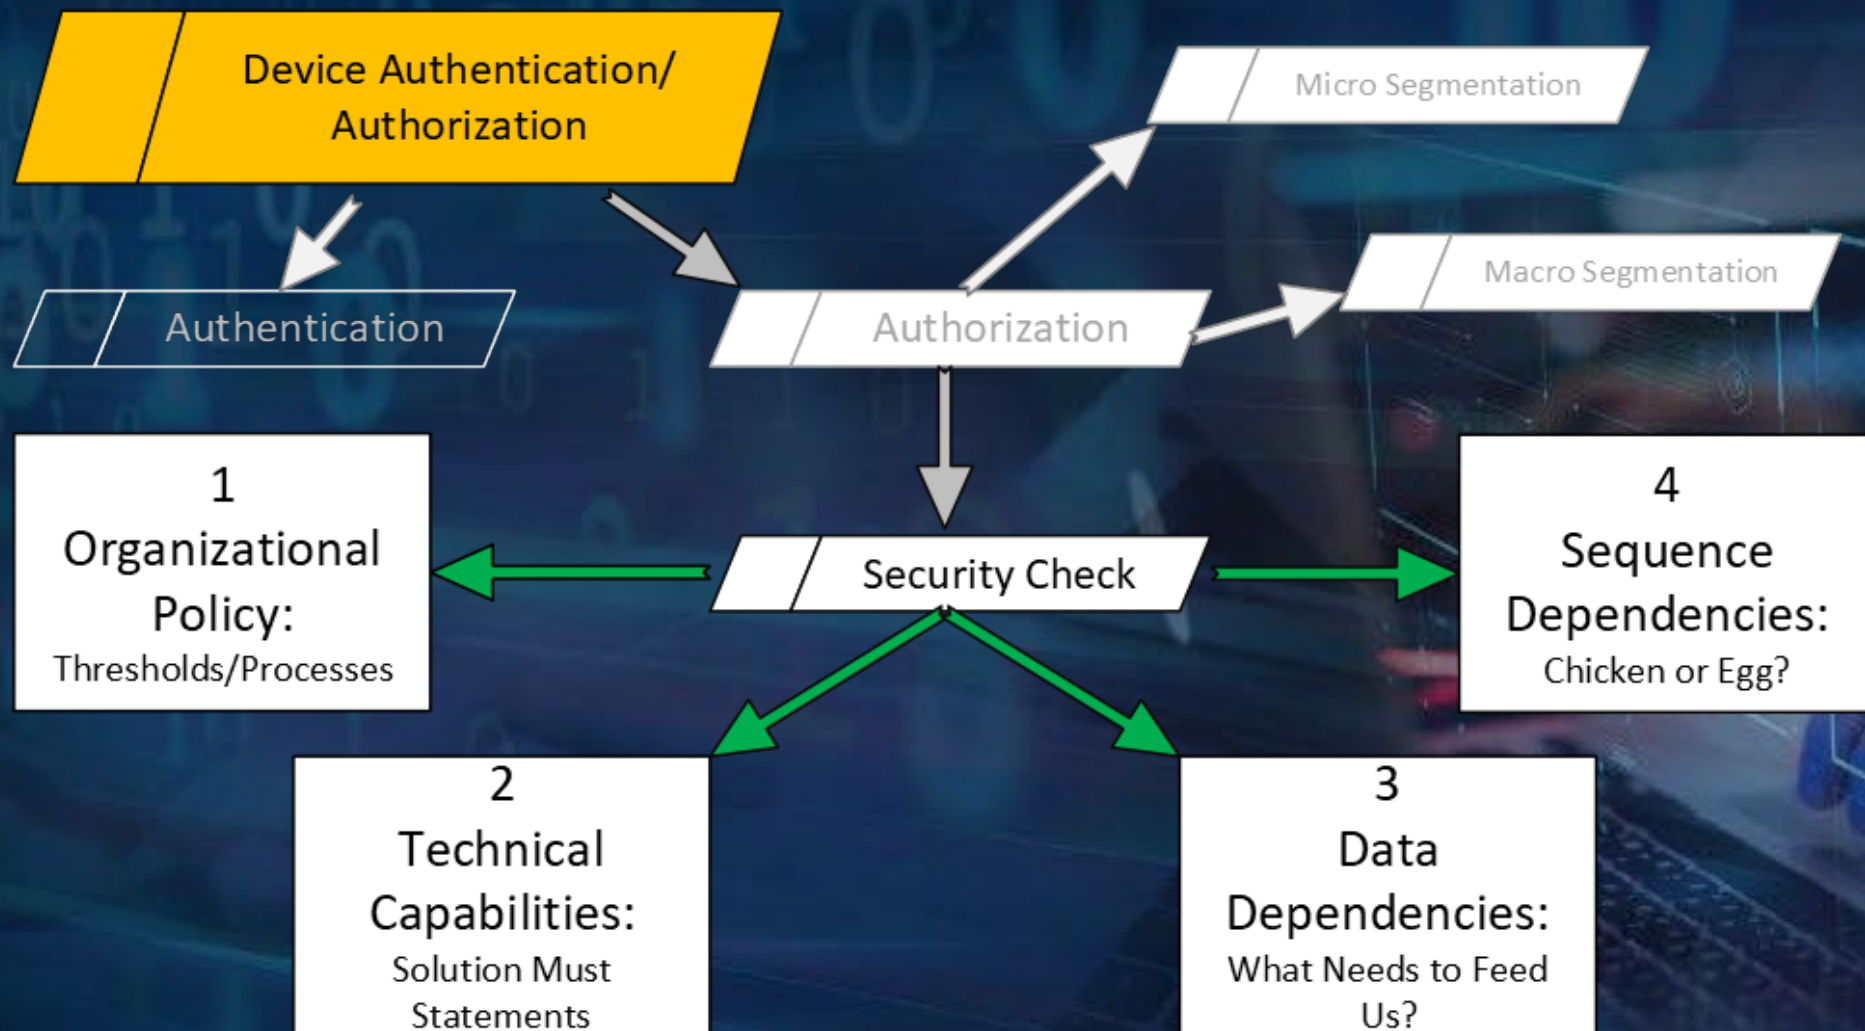 Device Authentication/
Authorization
Micro Segmentation
Macro Segmentation
Authentication
Authorization
Security Check
1
Organizational
Policy:
Thresholds/Processes
4
Sequence
Dependencies:
Chicken or Egg?
2
Technical
Capabilities:
Solution Must
Statements
3
Data
Dependencies:
What Needs to Feed
Us?